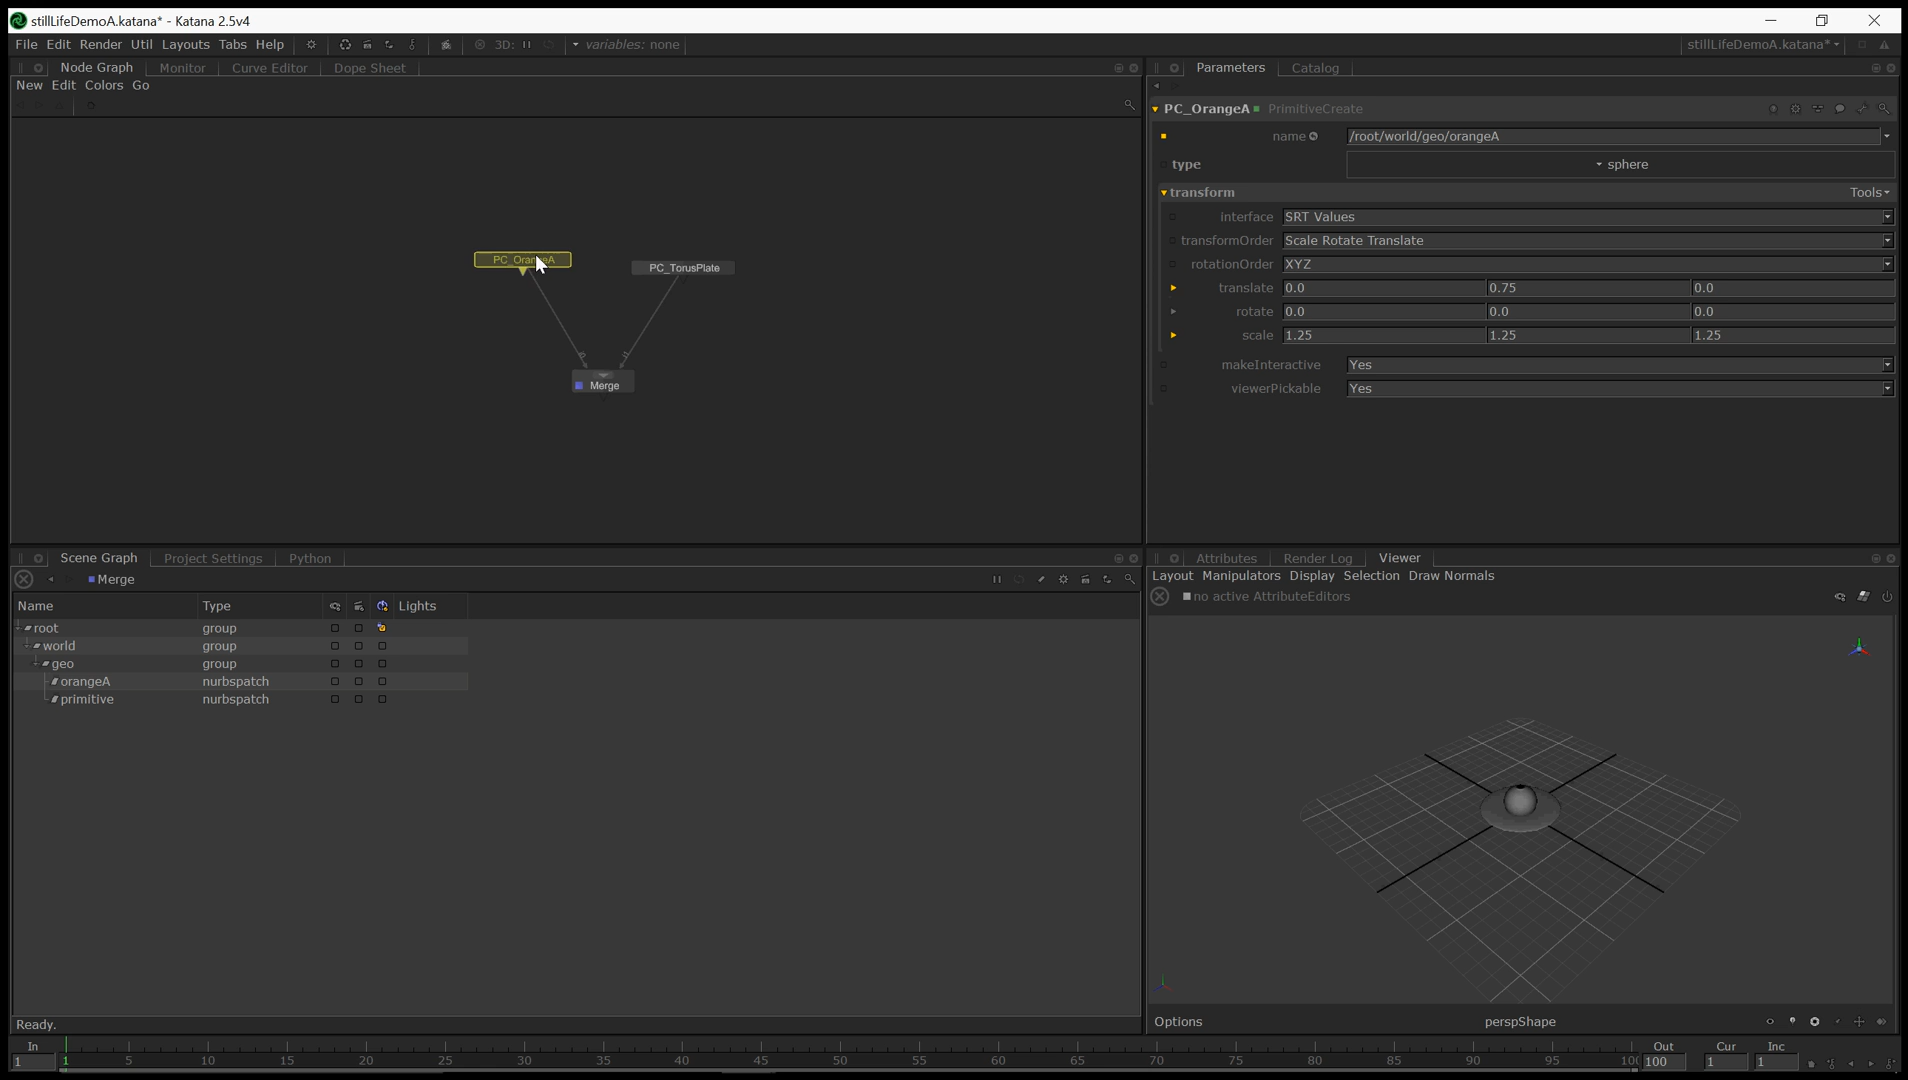 stillLifeDemoA.katana* - Katana 2.5v4
File Edit Render Util Layouts Tabs Help 3D: variables: none stillLifeDemoA.katana*
Node Graph Monitor Curve Editor Dope Sheet
New Edit Colors Go
PC_OrangeA
PC_TorusPlate
Merge
Parameters Catalog
PC_OrangeA PrimitiveCreate
name /root/world/geo/orangeA
type sphere
transform Tools
interface SRT Values
transformOrder Scale Rotate Translate
rotationOrder XYZ
translate 0.0 0.75 0.0
rotate 0.0 0.0 0.0
scale 1.25 1.25 1.25
makeInteractive Yes
viewerPickable Yes
Scene Graph Project Settings Python
Merge
Name Type Lights
root group
world group
geo group
orangeA nurbspatch
primitive nurbspatch
Ready.
Attributes Render Log Viewer
Layout Manipulators Display Selection Draw Normals
no active AttributeEditors
Options perspShape
In Out Cur Inc
1 1 5 10 15 20 25 30 35 40 45 50 55 60 65 70 75 80 85 90 95 100 1 1